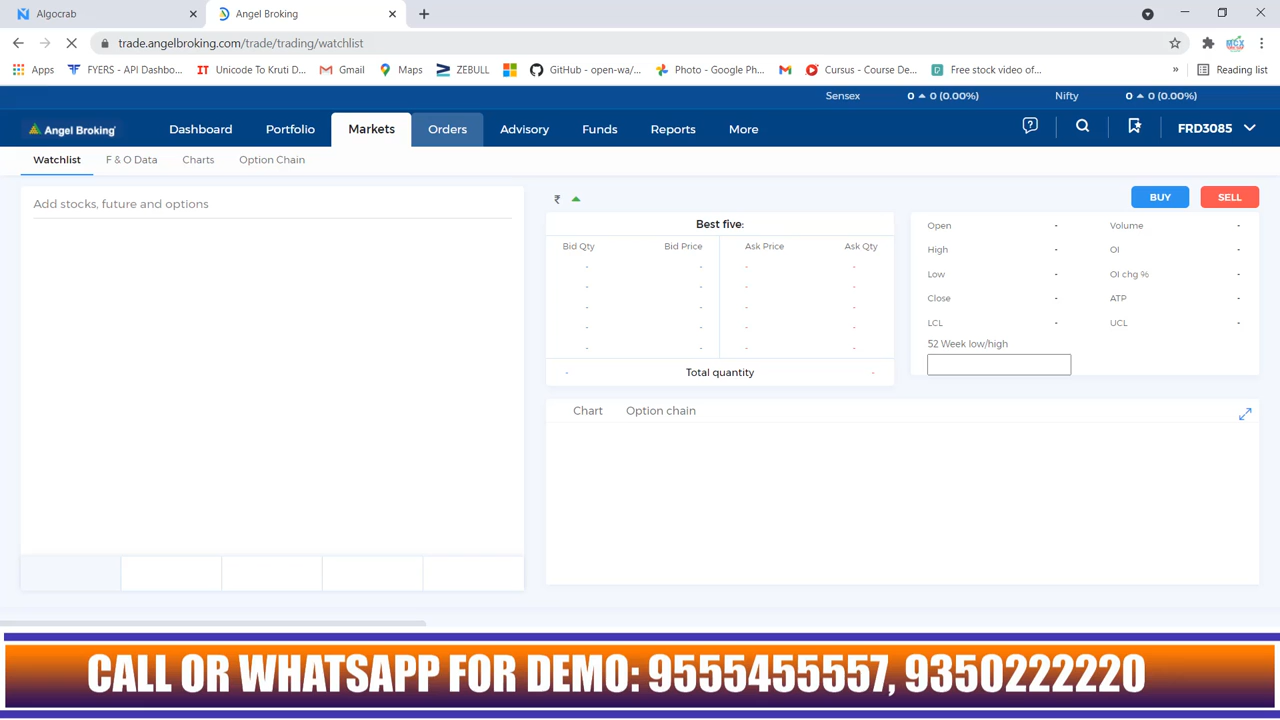 Algocrab
Angel Broking
trade.angelbroking.com/trade/trading/watchlist
Apps FYERS - API Dashbo... Unicode To Kruti D... Gmail Maps ZEBULL GitHub - open-wa/... Photo - Google Ph... Cursus - Course De... Free stock video of... » Reading list
Sensex 0 0 (0.00%) Nifty 0 0 (0.00%)
Angel Broking Dashboard Portfolio Markets Orders Advisory Funds Reports More FRD3085
Watchlist F & O Data Charts Option Chain
Add stocks, future and options
₹
BUY SELL
Best five:
Bid Qty Bid Price Ask Price Ask Qty
- - - -
- - - -
- - - -
- - - -
- - - -
- Total quantity -
Open - Volume -
High - OI -
Low - OI chg % -
Close - ATP -
LCL - UCL -
52 Week low/high
Chart Option chain
CALL OR WHATSAPP FOR DEMO: 9555455557, 9350222220